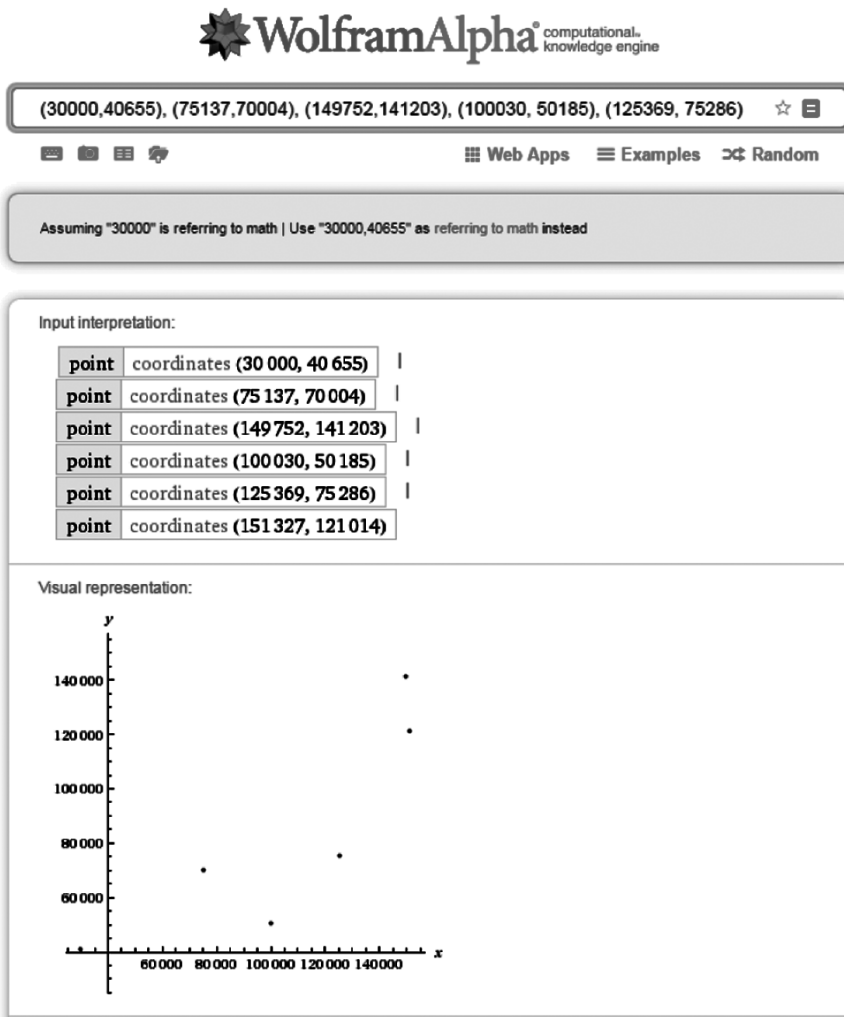 WolframAlpha computational knowledge engine
(30000,40655), (75137,70004), (149752,141203), (100030, 50185), (125369, 75286)
Web Apps Examples Random
Assuming "30000" is referring to math | Use "30000,40655" as referring to math instead
Input interpretation:
point coordinates (30 000, 40 655) |
point coordinates (75 137, 70 004) |
point coordinates (149 752, 141 203) |
point coordinates (100 030, 50 185) |
point coordinates (125 369, 75 286) |
point coordinates (151 327, 121 014)
Visual representation:
y
140 000
120 000
100 000
80 000
60 000
60 000 80 000 100 000 120 000 140 000 x